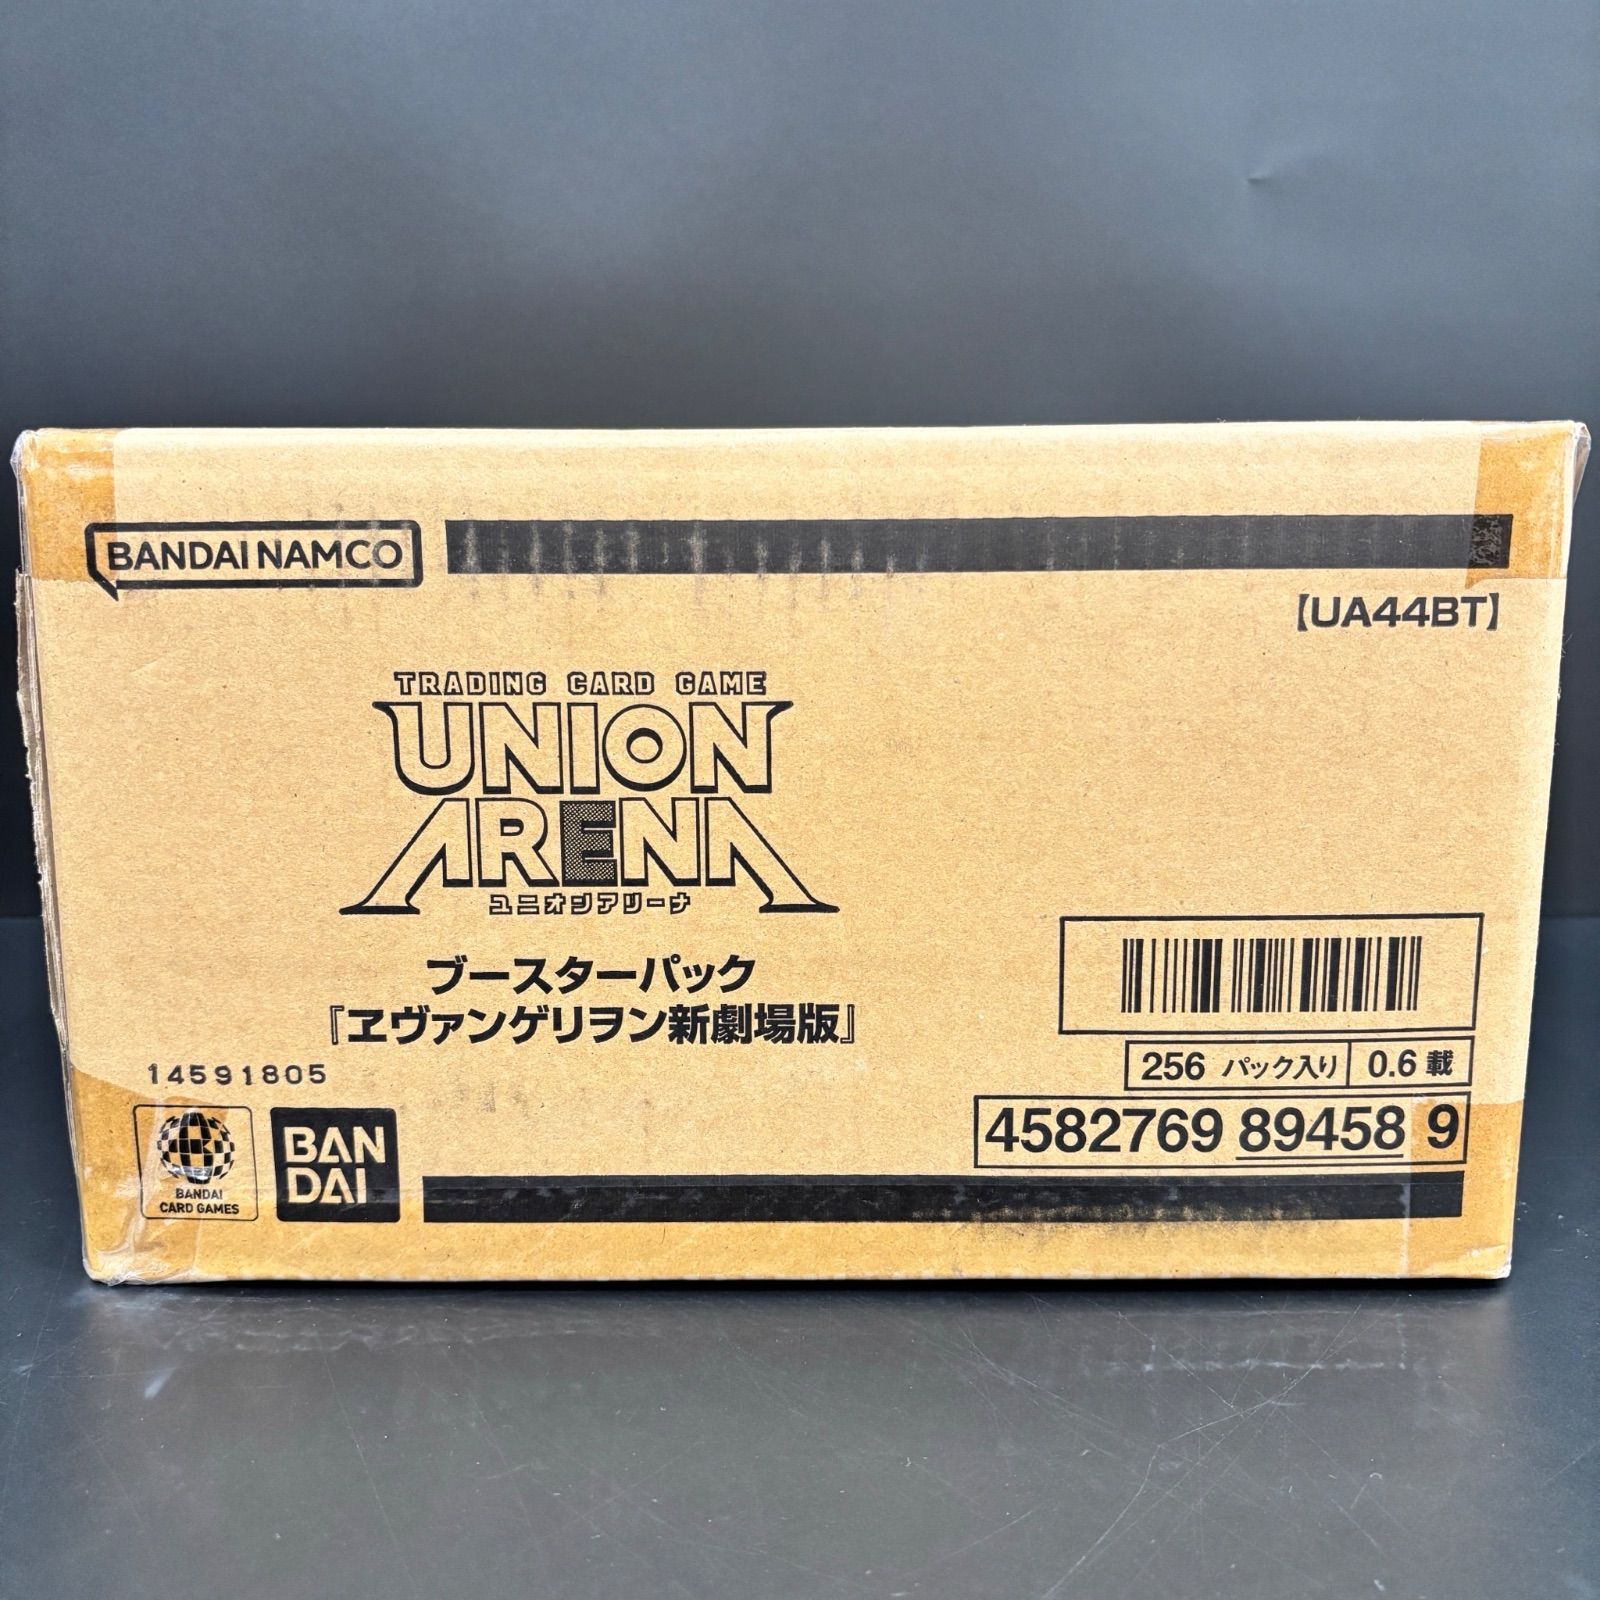 BANDAI NAMCO
【UA44BT】
TRADING CARD GAME
UNION
ARENA
ユニオンアリーナ
ブースターパック
『ヱヴァンゲリヲン新劇場版』
256 パック入り 0.6 載
14591805
4582769 89458 9
BANDAI
CARD GAMES
BAN
DAI